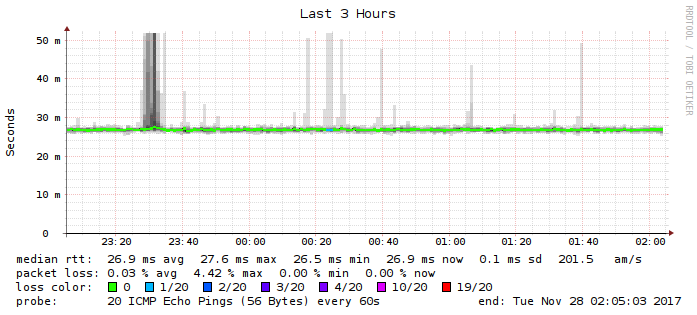 Last 3 Hours
RRDTOOL / TOBI OETIKER
Seconds
50 m
40 m
30 m
20 m
10 m
0
23:20 23:40 00:00 00:20 00:40 01:00 01:20 01:40 02:00
median rtt: 26.9 ms avg 27.6 ms max 26.5 ms min 26.9 ms now 0.1 ms sd 201.5 am/s
packet loss: 0.03 % avg 4.42 % max 0.00 % min 0.00 % now
loss color: 0 1/20 2/20 3/20 4/20 10/20 19/20
probe: 20 ICMP Echo Pings (56 Bytes) every 60s end: Tue Nov 28 02:05:03 2017